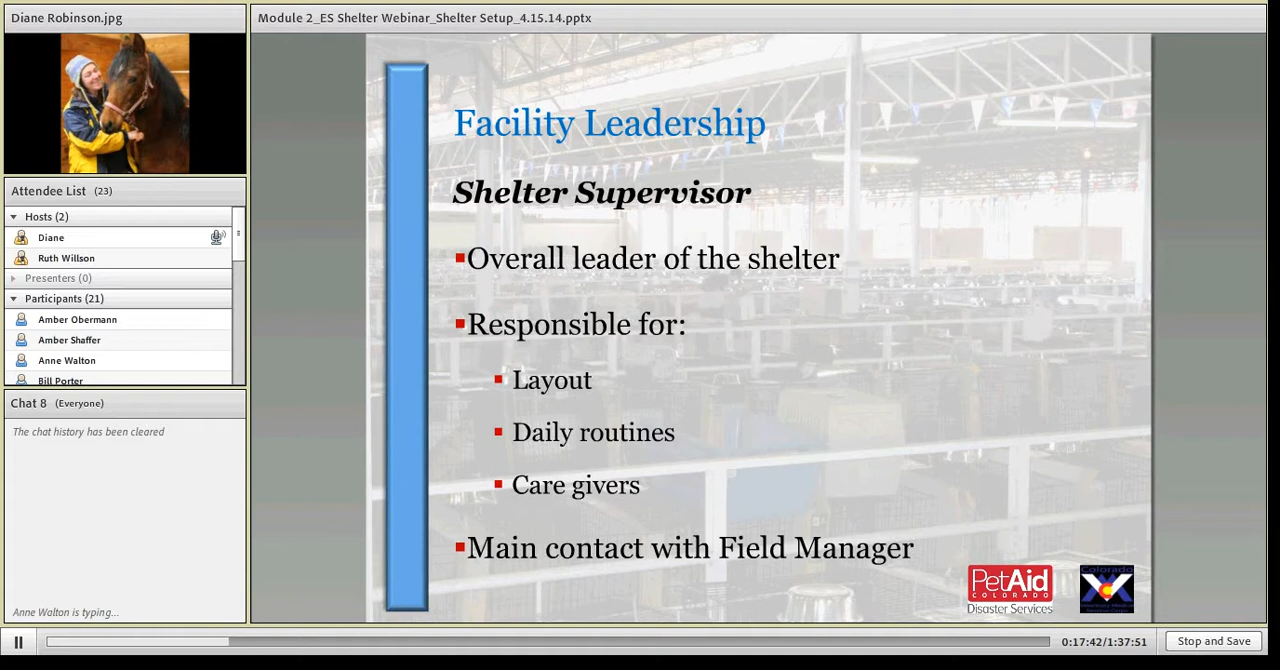 Diane Robinson.jpg
Module 2_ES Shelter Webinar_Shelter Setup_4.15.14.pptx
Attendee List (23)
Hosts (2)
Diane
Ruth Willson
Presenters (0)
Participants (21)
Amber Obermann
Amber Shaffer
Anne Walton
Bill Porter
Chat 8 (Everyone)
The chat history has been cleared
Anne Walton is typing...
Facility Leadership
Shelter Supervisor
Overall leader of the shelter
Responsible for:
Layout
Daily routines
Care givers
Main contact with Field Manager
PetAid
COLORADO
Disaster Services
Colorado
0:17:42/1:37:51
Stop and Save